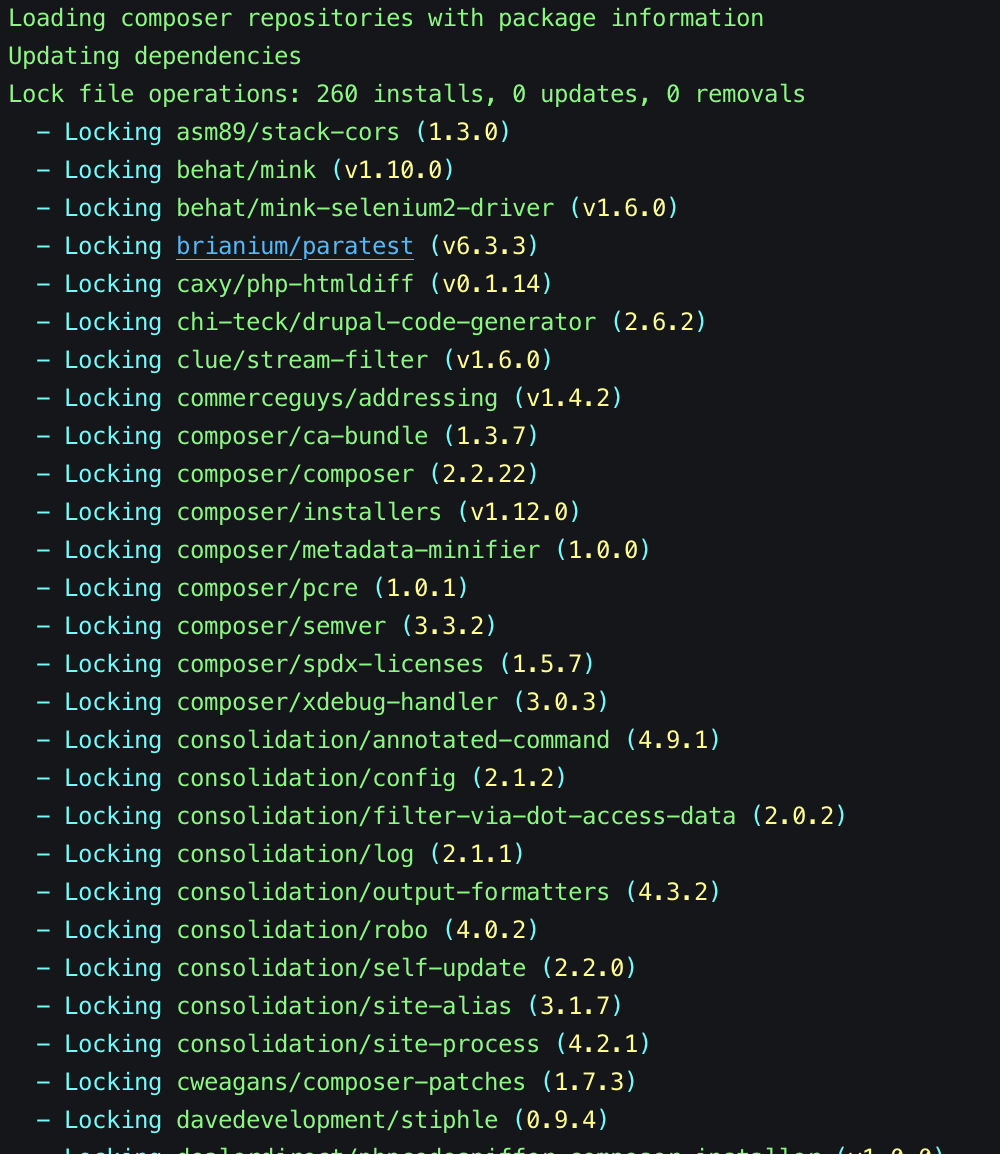 Loading composer repositories with package information
Updating dependencies
Lock file operations: 260 installs, 0 updates, 0 removals
- Locking asm89/stack-cors (1.3.0)
- Locking behat/mink (v1.10.0)
- Locking behat/mink-selenium2-driver (v1.6.0)
- Locking brianium/paratest (v6.3.3)
- Locking caxy/php-htmldiff (v0.1.14)
- Locking chi-teck/drupal-code-generator (2.6.2)
- Locking clue/stream-filter (v1.6.0)
- Locking commerceguys/addressing (v1.4.2)
- Locking composer/ca-bundle (1.3.7)
- Locking composer/composer (2.2.22)
- Locking composer/installers (v1.12.0)
- Locking composer/metadata-minifier (1.0.0)
- Locking composer/pcre (1.0.1)
- Locking composer/semver (3.3.2)
- Locking composer/spdx-licenses (1.5.7)
- Locking composer/xdebug-handler (3.0.3)
- Locking consolidation/annotated-command (4.9.1)
- Locking consolidation/config (2.1.2)
- Locking consolidation/filter-via-dot-access-data (2.0.2)
- Locking consolidation/log (2.1.1)
- Locking consolidation/output-formatters (4.3.2)
- Locking consolidation/robo (4.0.2)
- Locking consolidation/self-update (2.2.0)
- Locking consolidation/site-alias (3.1.7)
- Locking consolidation/site-process (4.2.1)
- Locking cweagans/composer-patches (1.7.3)
- Locking davedevelopment/stiphle (0.9.4)
- Locking dealerdirect/phpcodesniffer-composer-installer (v1.0.0)